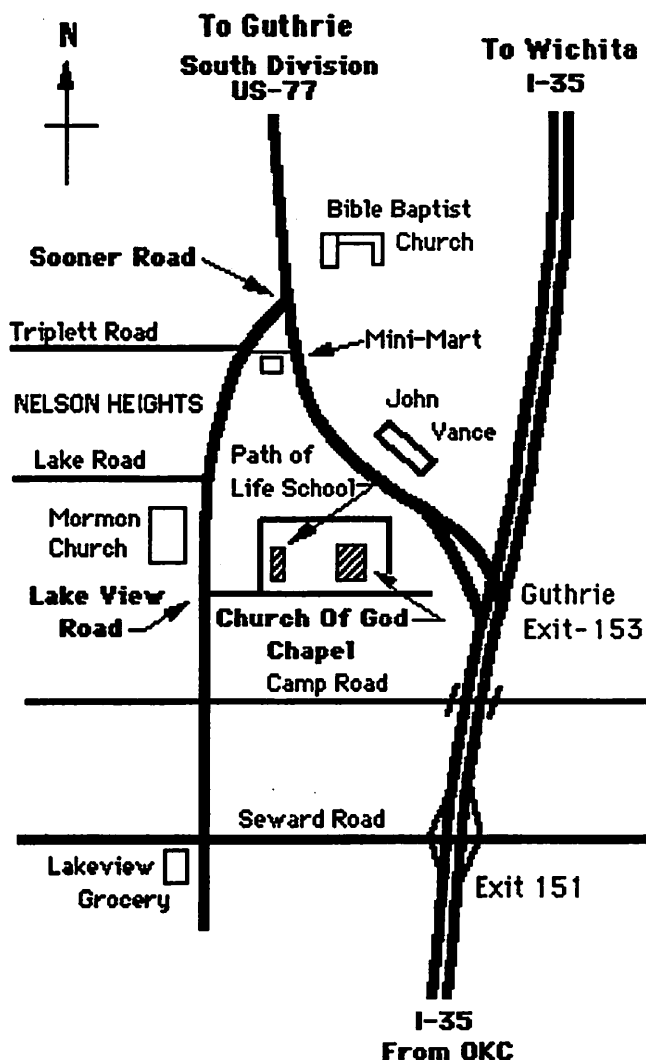 N
To Guthrie
South Division
US-77
To Wichita
I-35
Bible Baptist
Church
Sooner Road
Triplett Road
Mini-Mart
NELSON HEIGHTS
John
Vance
Lake Road
Path of
Life School
Mormon
Church
Lake View
Road
Church Of God
Chapel
Guthrie
Exit-153
Camp Road
Seward Road
Lakeview
Grocery
Exit 151
I-35
From OKC